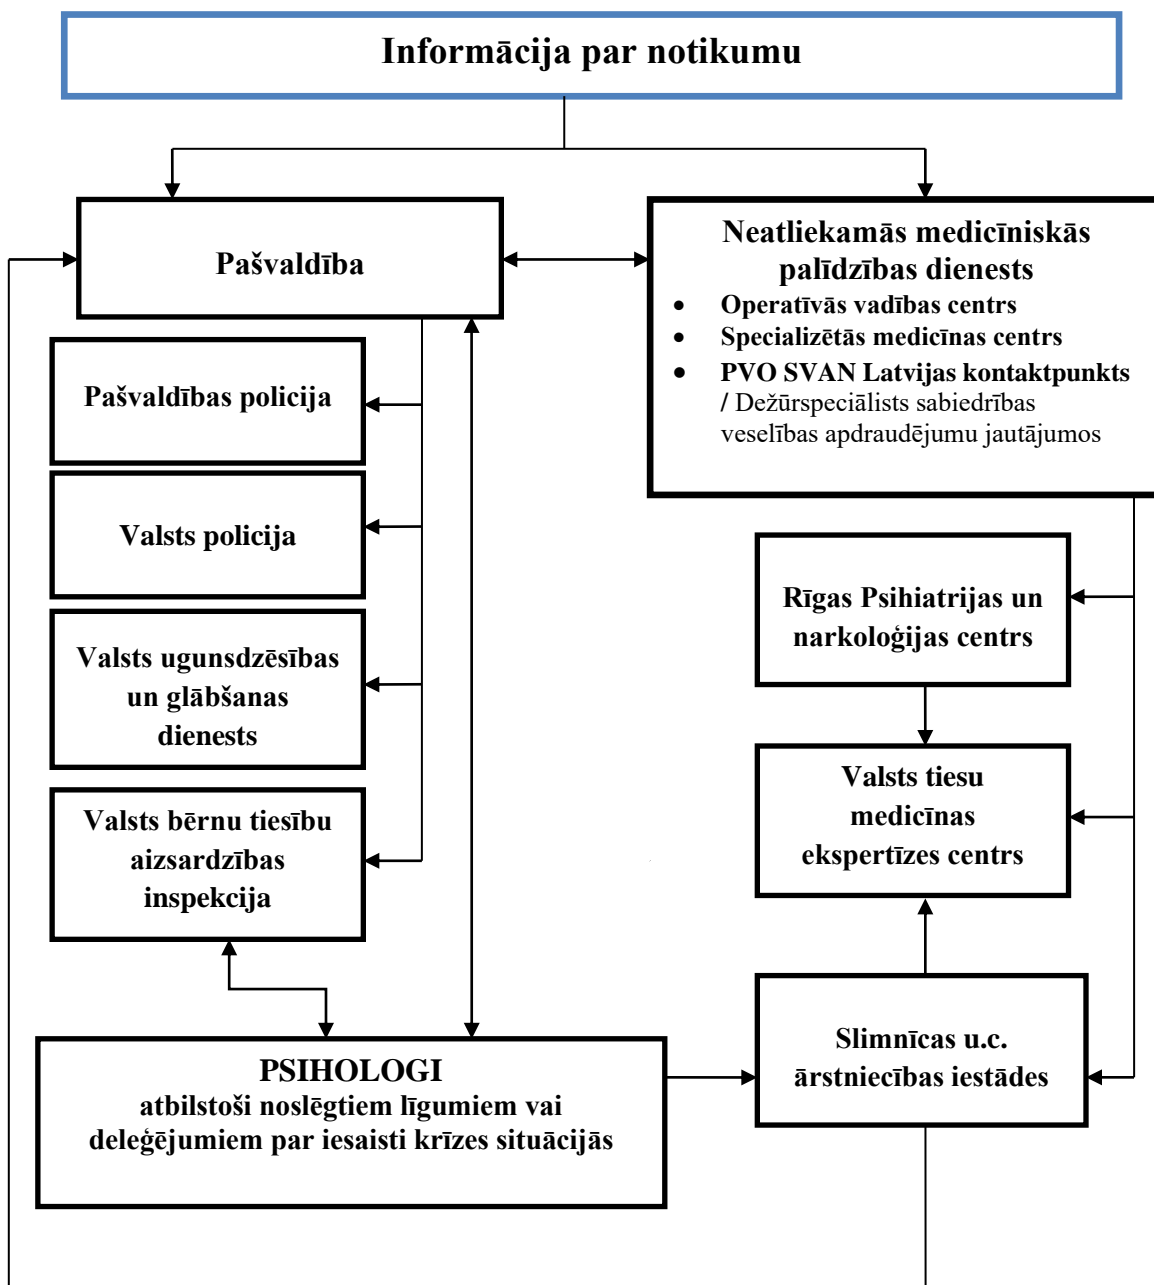 Informācija par notikumu
Pašvaldība
Neatliekamās medicīniskās
palīdzības dienests
• Operatīvās vadības centrs
• Specializētās medicīnas centrs
• PVO SVAN Latvijas kontaktpunkts
/ Dežūrspeciālists sabiedrības
veselības apdraudējumu jautājumos
Pašvaldības policija
Valsts policija
Valsts ugunsdzēsības
un glābšanas
dienests
Valsts bērnu tiesību
aizsardzības
inspekcija
Rīgas Psihiatrijas un
narkoloģijas centrs
Valsts tiesu
medicīnas
ekspertīzes centrs
PSIHOLOGI
atbilstoši noslēgtiem līgumiem vai
deleģējumiem par iesaisti krīzes situācijās
Slimnīcas u.c.
ārstniecības iestādes